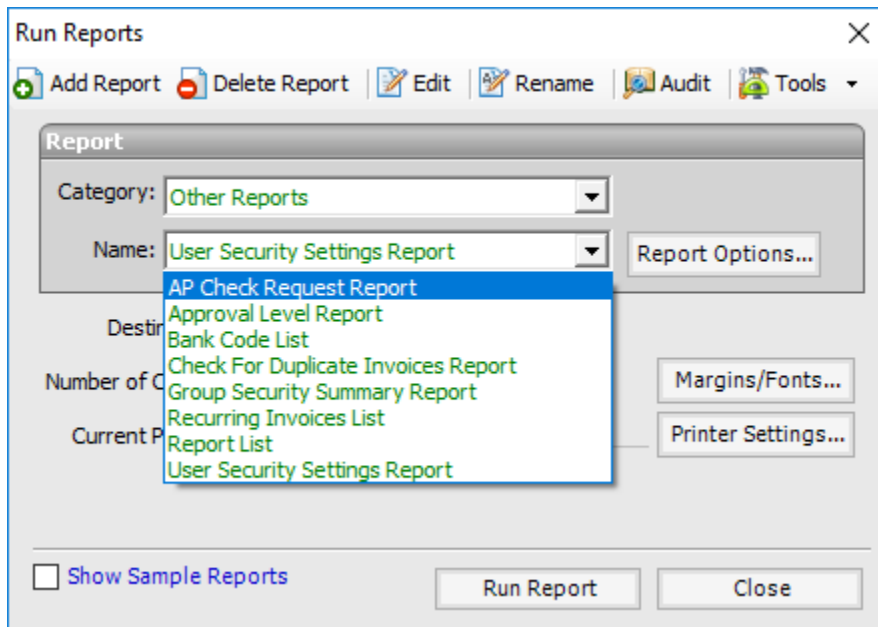 Run Reports
Add Report Delete Report Edit Rename Audit Tools
Report
Category: Other Reports
Name: User Security Settings Report Report Options...
AP Check Request Report
Approval Level Report
Bank Code List
Check For Duplicate Invoices Report
Group Security Summary Report
Recurring Invoices List
Report List
User Security Settings Report
Number of
Margins/Fonts...
Current
Printer Settings...
Show Sample Reports Run Report Close